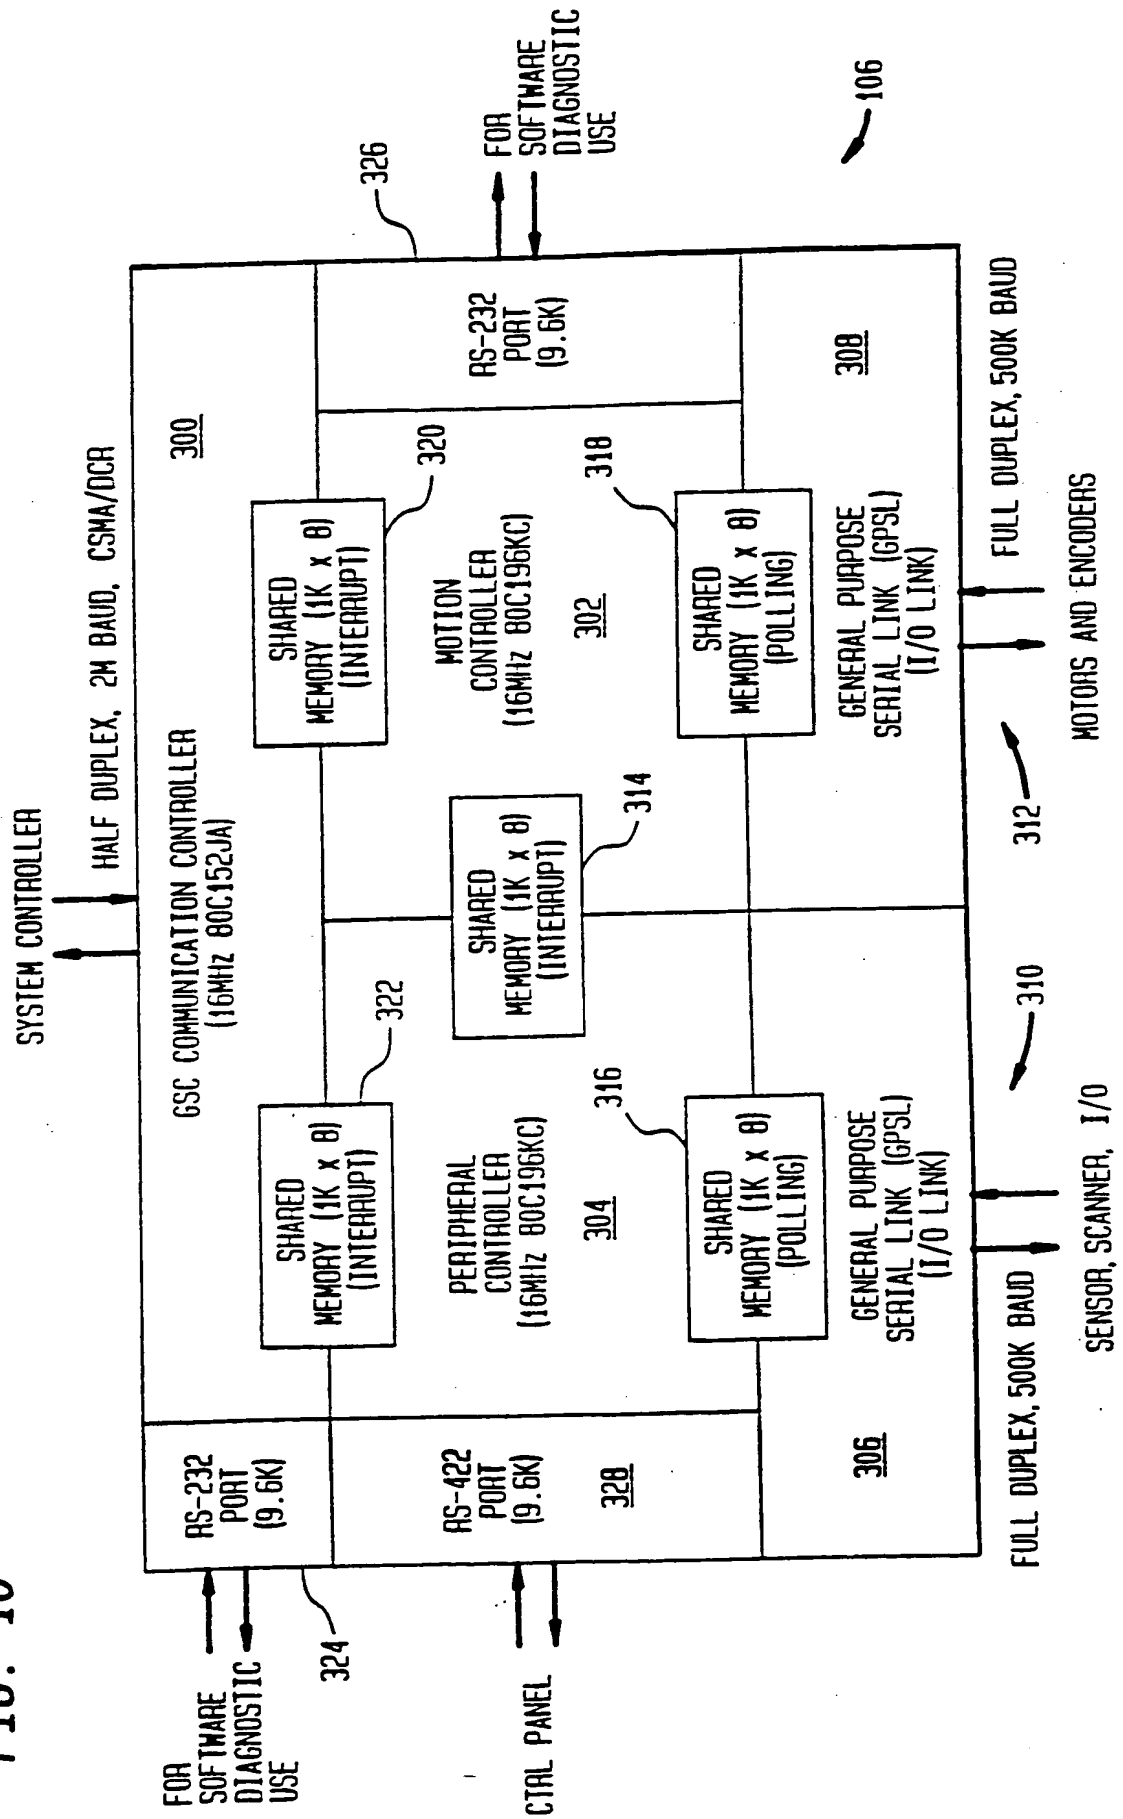 FIG. 10
SYSTEM CONTROLLER
HALF DUPLEX, 2M BAUD, CSMA/DCR
FOR
SOFTWARE
DIAGNOSTIC
USE
324
RS-232
PORT
(9.6K)
GSC COMMUNICATION CONTROLLER
(16MHz 80C152JA)
300
CTRL PANEL
RS-422
PORT
(9.6K)
328
SHARED
MEMORY (1K x 8)
(INTERRUPT)
322
SHARED
MEMORY (1K x 8)
(INTERRUPT)
320
PERIPHERAL
CONTROLLER
(16MHz 80C196KC)
304
SHARED
MEMORY (1K x 8)
(INTERRUPT)
314
MOTION
CONTROLLER
(16MHz 80C196KC)
302
RS-232
PORT
(9.6K)
326
FOR
SOFTWARE
DIAGNOSTIC
USE
316
SHARED
MEMORY (1K x 8)
(POLLING)
318
SHARED
MEMORY (1K x 8)
(POLLING)
306
GENERAL PURPOSE
SERIAL LINK (GPSL)
(I/O LINK)
GENERAL PURPOSE
SERIAL LINK (GPSL)
(I/O LINK)
308
106
FULL DUPLEX, 500K BAUD
310
312
FULL DUPLEX, 500K BAUD
SENSOR, SCANNER, I/O
MOTORS AND ENCODERS